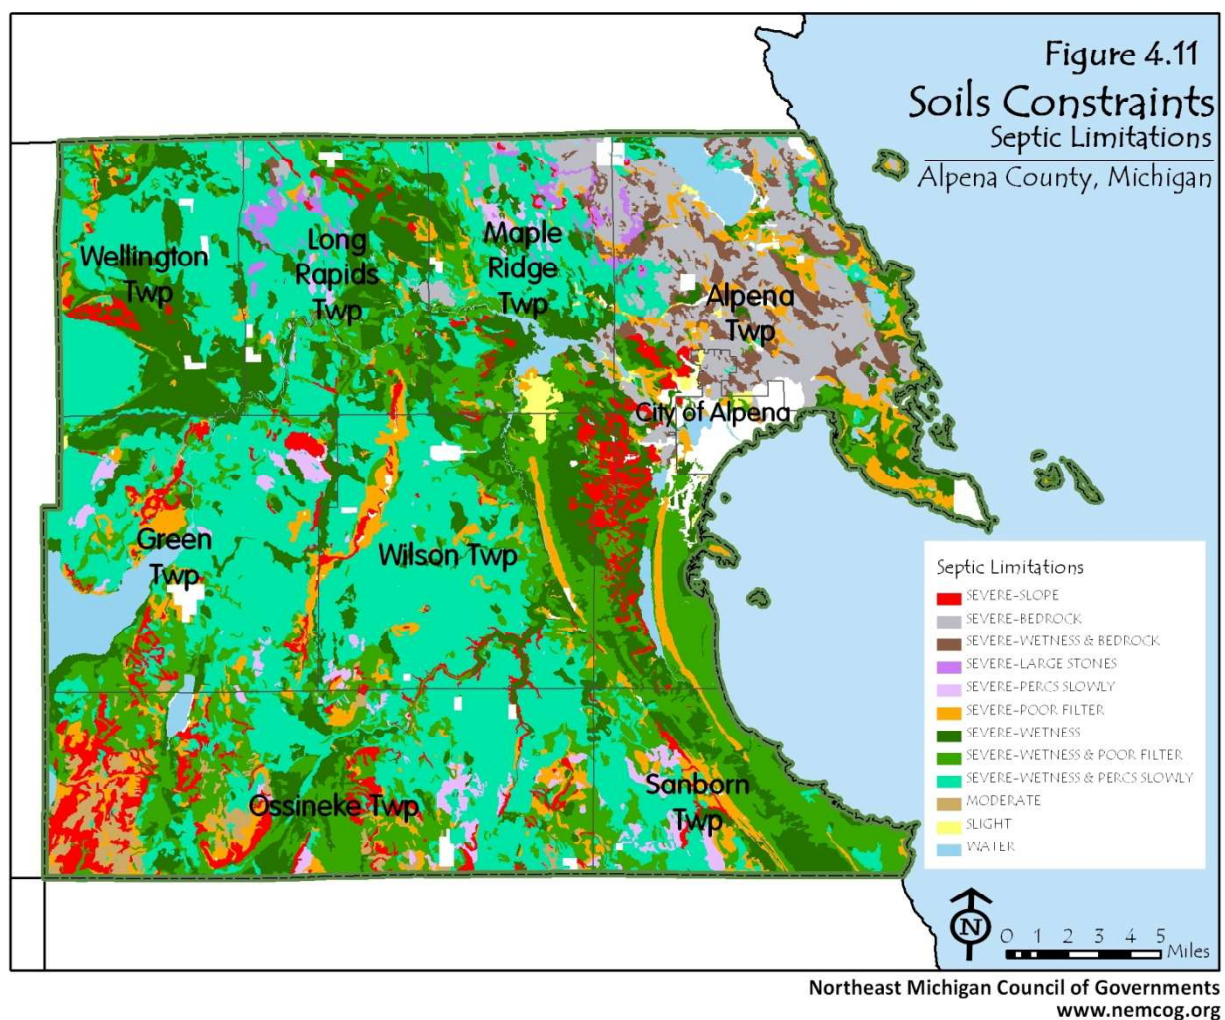 Figure 4.11
Soils Constraints
Septic Limitations
Alpena County, Michigan
Wellington
Twp
Long
Rapids
Twp
Maple
Ridge
Twp
Alpena
Twp
City of Alpena
Green
Twp
Wilson Twp
Ossineke Twp
Sanborn
Twp
Septic Limitations
SEVERE-SLOPE
SEVERE-BEDROCK
SEVERE-WETNESS & BEDROCK
SEVERE-LARGE STONES
SEVERE-PERCS SLOWLY
SEVERE-POOR FILTER
SEVERE-WETNESS
SEVERE-WETNESS & POOR FILTER
SEVERE-WETNESS & PERCS SLOWLY
MODERATE
SLIGHT
WATER
N
0 1 2 3 4 5
Miles
Northeast Michigan Council of Governments
www.nemcog.org